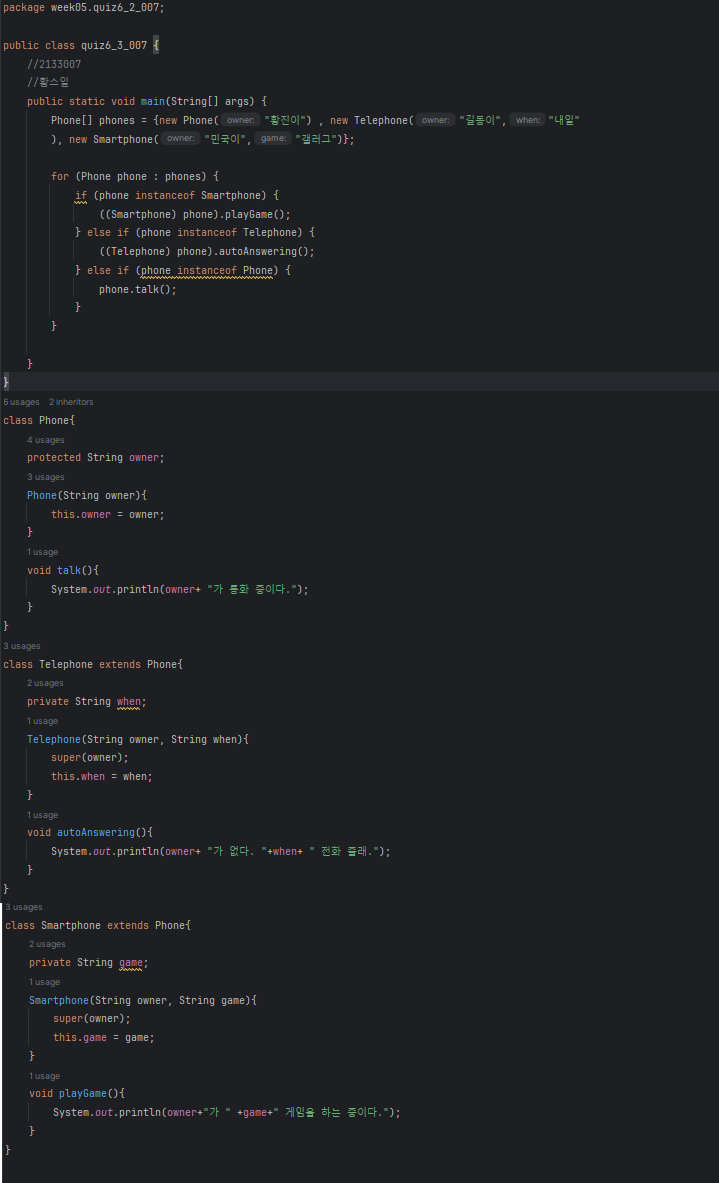 package week05.quiz6_2_007;
public class quiz6_3_007 {
//2133007
//황스일
public static void main(String[] args) {
Phone[] phones = {new Phone( owner: "황진이") , new Telephone( owner: "길동이", when: "내일"
), new Smartphone( owner: "민국이", game: "갤러그")};
for (Phone phone : phones) {
if (phone instanceof Smartphone) {
((Smartphone) phone).playGame();
} else if (phone instanceof Telephone) {
((Telephone) phone).autoAnswering();
} else if (phone instanceof Phone) {
phone.talk();
}
}
}
}
6 usages 2 inheritors
class Phone{
4 usages
protected String owner;
3 usages
Phone(String owner){
this.owner = owner;
}
1 usage
void talk(){
System.out.println(owner+ "가 통화 중이다.");
}
}
3 usages
class Telephone extends Phone{
2 usages
private String when;
1 usage
Telephone(String owner, String when){
super(owner);
this.when = when;
}
1 usage
void autoAnswering(){
System.out.println(owner+ "가 없다. "+when+ " 전화 줄래.");
}
}
3 usages
class Smartphone extends Phone{
2 usages
private String game;
1 usage
Smartphone(String owner, String game){
super(owner);
this.game = game;
}
1 usage
void playGame(){
System.out.println(owner+"가 " +game+" 게임을 하는 중이다.");
}
}